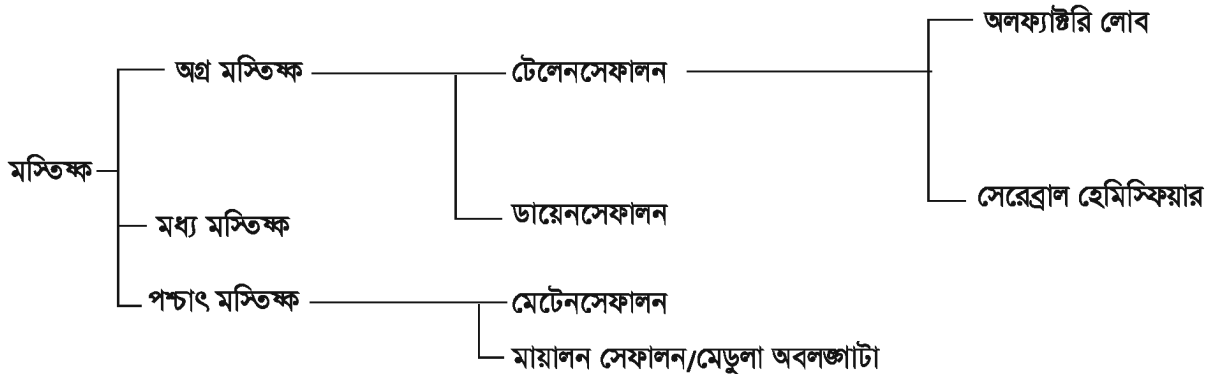 অলফ্যাক্টরি লোব
অগ্র মস্তিষ্ক টেলেনসেফালন
মস্তিষ্ক
সেরেব্রাল হেমিস্ফিয়ার
ডায়েনসেফালন
মধ্য মস্তিষ্ক
পশ্চাৎ মস্তিষ্ক মেটেনসেফালন
মায়ালন সেফালন/মেডুলা অবলঙ্গাটা